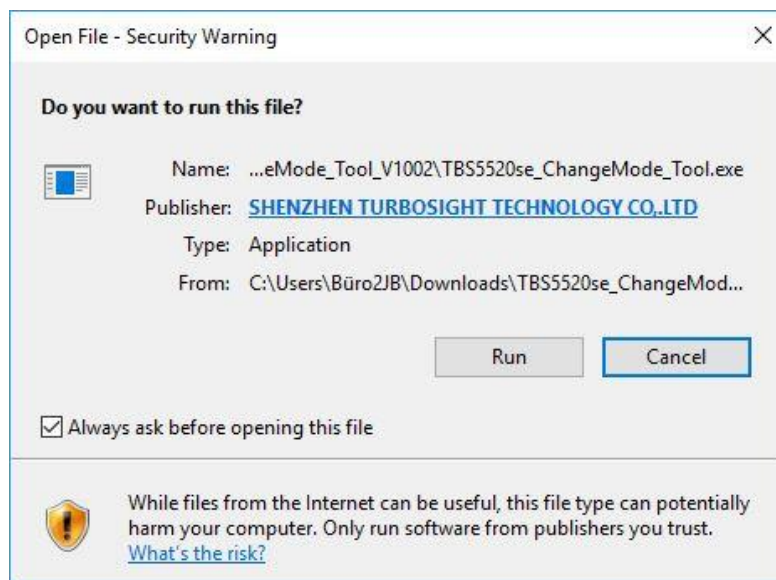 Open File - Security Warning
Do you want to run this file?
Name: ...eMode_Tool_V1002\TBS5520se_ChangeMode_Tool.exe
Publisher: SHENZHEN TURBOSIGHT TECHNOLOGY CO,.LTD
Type: Application
From: C:\Users\Büro2JB\Downloads\TBS5520se_ChangeMod...
Run Cancel
Always ask before opening this file
While files from the Internet can be useful, this file type can potentially
harm your computer. Only run software from publishers you trust.
What's the risk?